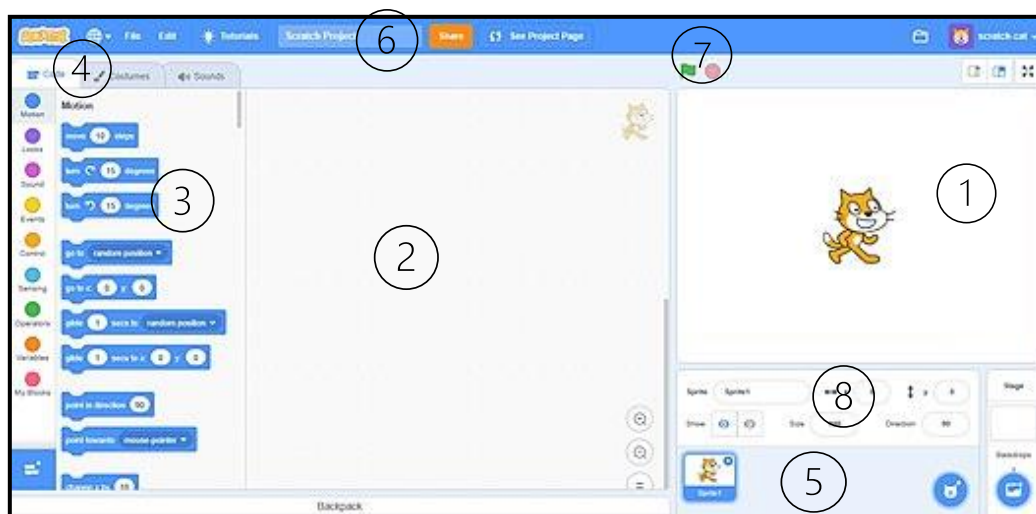 SCRATCH File Edit Tutorials Scratch Project 6 Share See Project Page scratch-cat
4 Code Costumes Sounds 7
Motion Motion
move 10 steps
Looks
turn 15 degrees
Sound 3 1
turn 15 degrees
Events
go to random position 2
Control
go to x: 0 y: 0
Sensing
glide 1 secs to random position
Operators
glide 1 secs to x: 0 y: 0
Variables
My Blocks
point in direction 90
point towards mouse-pointer
Sprite Sprite1 8 y Stage
Show Size Direction 90
Backdrops
change x by 10
5
Sprite1
Backpack